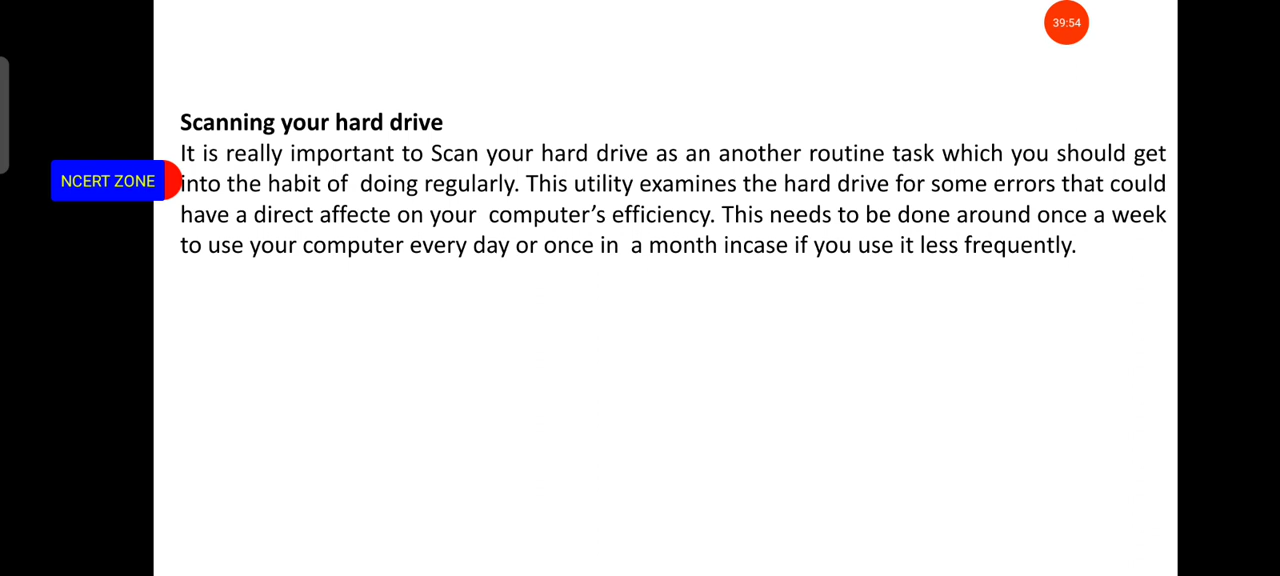 39:54
Scanning your hard drive
It is really important to Scan your hard drive as an another routine task which you should get
NCERT ZONE
into the habit of doing regularly. This utility examines the hard drive for some errors that could
have a direct affecte on your computer’s efficiency. This needs to be done around once a week
to use your computer every day or once in a month incase if you use it less frequently.